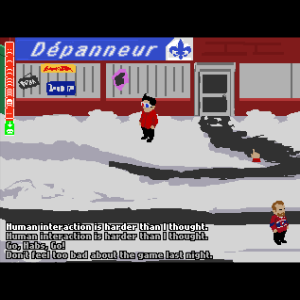 Dépanneur
Human interaction is harder than I thought.
Human interaction is harder than I thought.
Go, Habs, Go!
Don't feel too bad about the game last night.